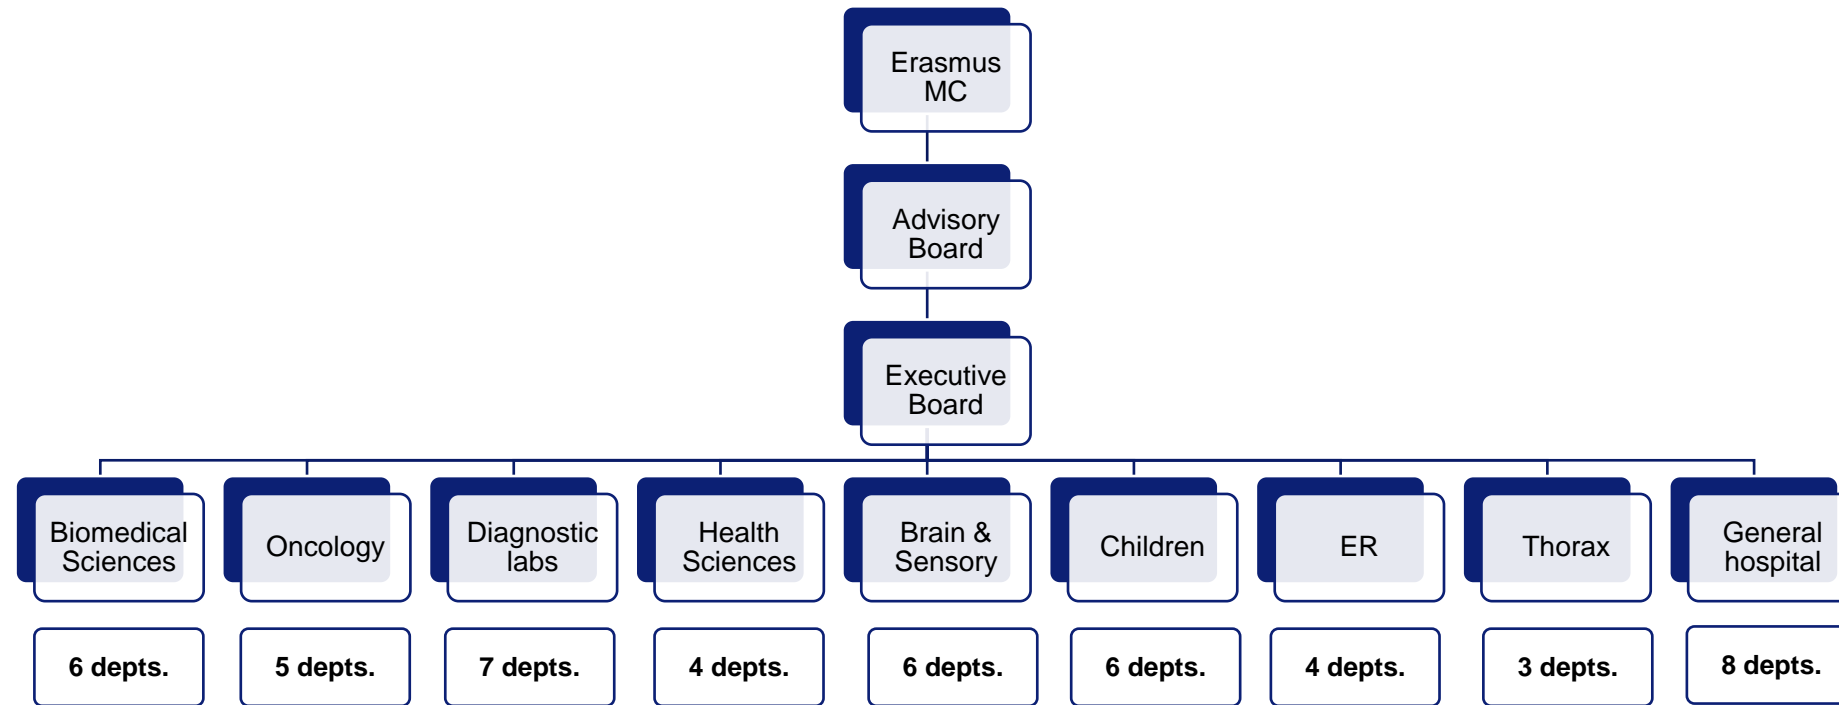 Erasmus
MC
Advisory
Board
Executive
Board
Biomedical
Sciences
Oncology
Diagnostic
labs
Health
Sciences
Brain &
Sensory
Children
ER
Thorax
General
hospital
6 depts.
5 depts.
7 depts.
4 depts.
6 depts.
6 depts.
4 depts.
3 depts.
8 depts.